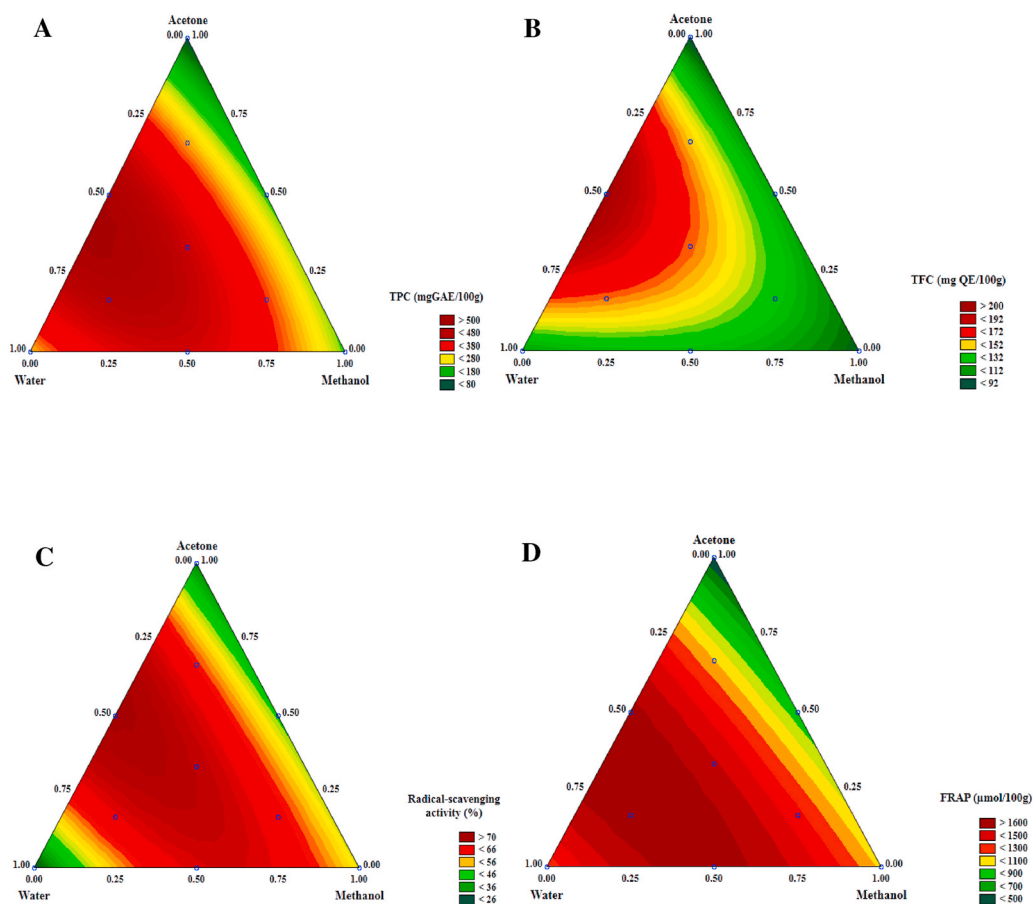 A
Acetone
0.00 1.00
0.25
0.75
0.50
0.50
0.75
0.25
1.00
0.00
0.00 0.25 0.50 0.75 1.00
Water
Methanol
TPC (mgGAE/100g)
> 500
< 480
< 380
< 280
< 180
< 80
B
Acetone
0.00 1.00
0.25
0.75
0.50
0.50
0.75
0.25
1.00
0.00
0.00 0.25 0.50 0.75 1.00
Water
Methanol
TFC (mg QE/100g)
> 200
< 192
< 172
< 152
< 132
< 112
< 92
C
Acetone
0.00 1.00
0.25
0.75
0.50
0.50
0.75
0.25
1.00
0.00
0.00 0.25 0.50 0.75 1.00
Water
Methanol
Radical-scavenging
activity (%)
> 70
< 66
< 56
< 46
< 36
< 26
D
Acetone
0.00 1.00
0.25
0.75
0.50
0.50
0.75
0.25
1.00
0.00
0.00 0.25 0.50 0.75 1.00
Water
Methanol
FRAP (µmol/100g)
> 1600
< 1500
< 1300
< 1100
< 900
< 700
< 500